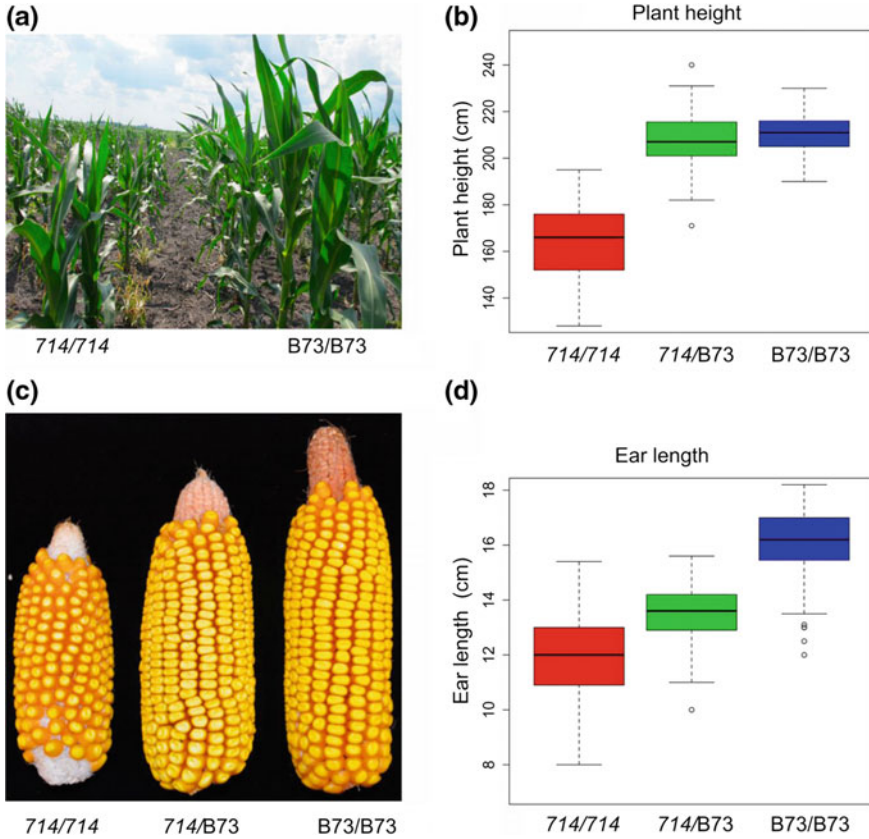 (a)
714/714 B73/B73
(b)
Plant height
Plant height (cm)
240
220
200
180
160
140
714/714 714/B73 B73/B73
(c)
714/714 714/B73 B73/B73
(d)
Ear length
Ear length (cm)
18
16
14
12
10
8
714/714 714/B73 B73/B73